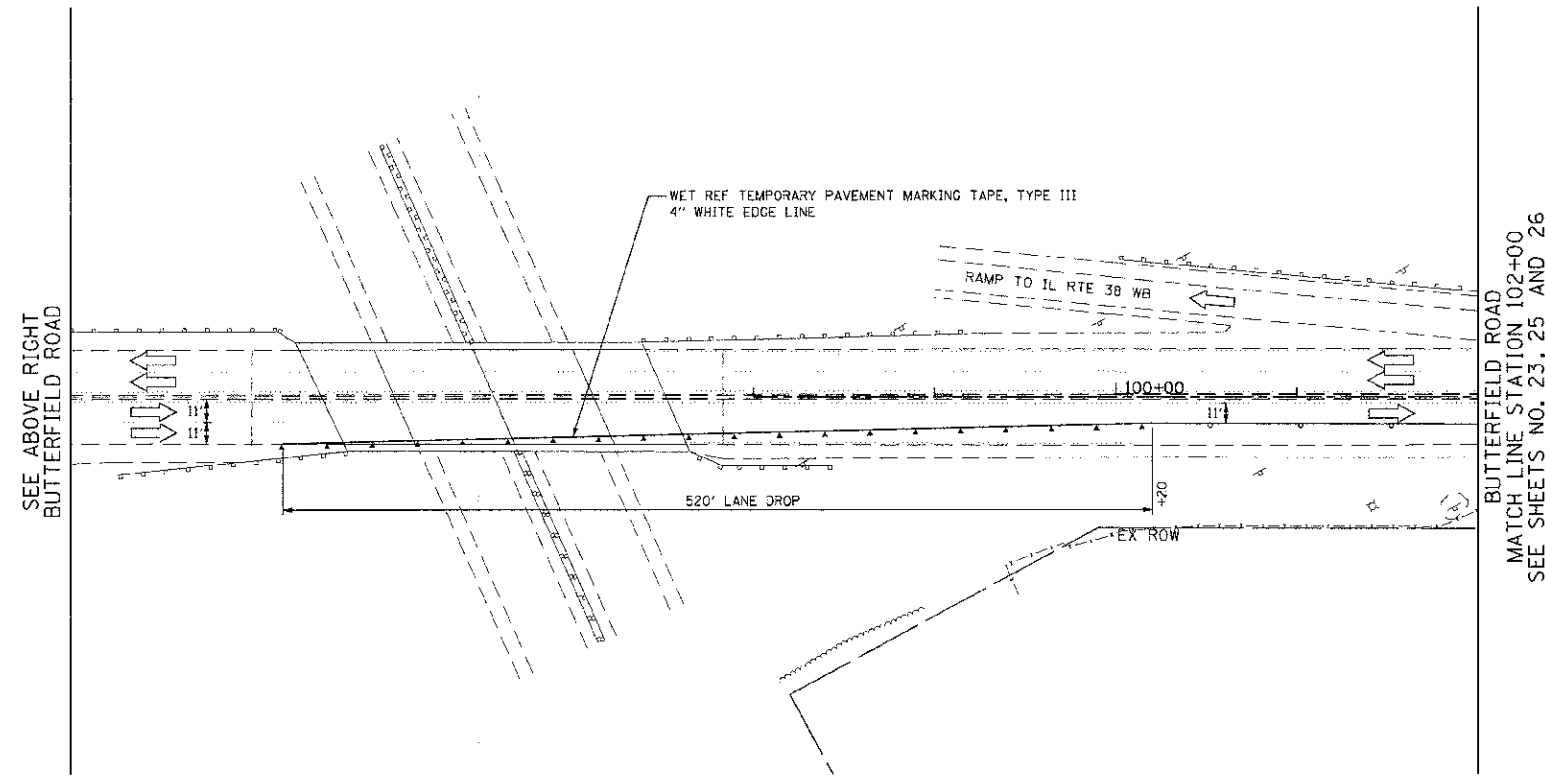 SEE ABOVE RIGHT
BUTTERFIELD ROAD
WET REF TEMPORARY PAVEMENT MARKING TAPE, TYPE III
4" WHITE EDGE LINE
RAMP TO IL RTE 38 WB
100+00
11'
11'
11'
520' LANE DROP
+20
EX ROW
BUTTERFIELD ROAD
MATCH LINE STATION 102+00
SEE SHEETS NO. 23, 25 AND 26